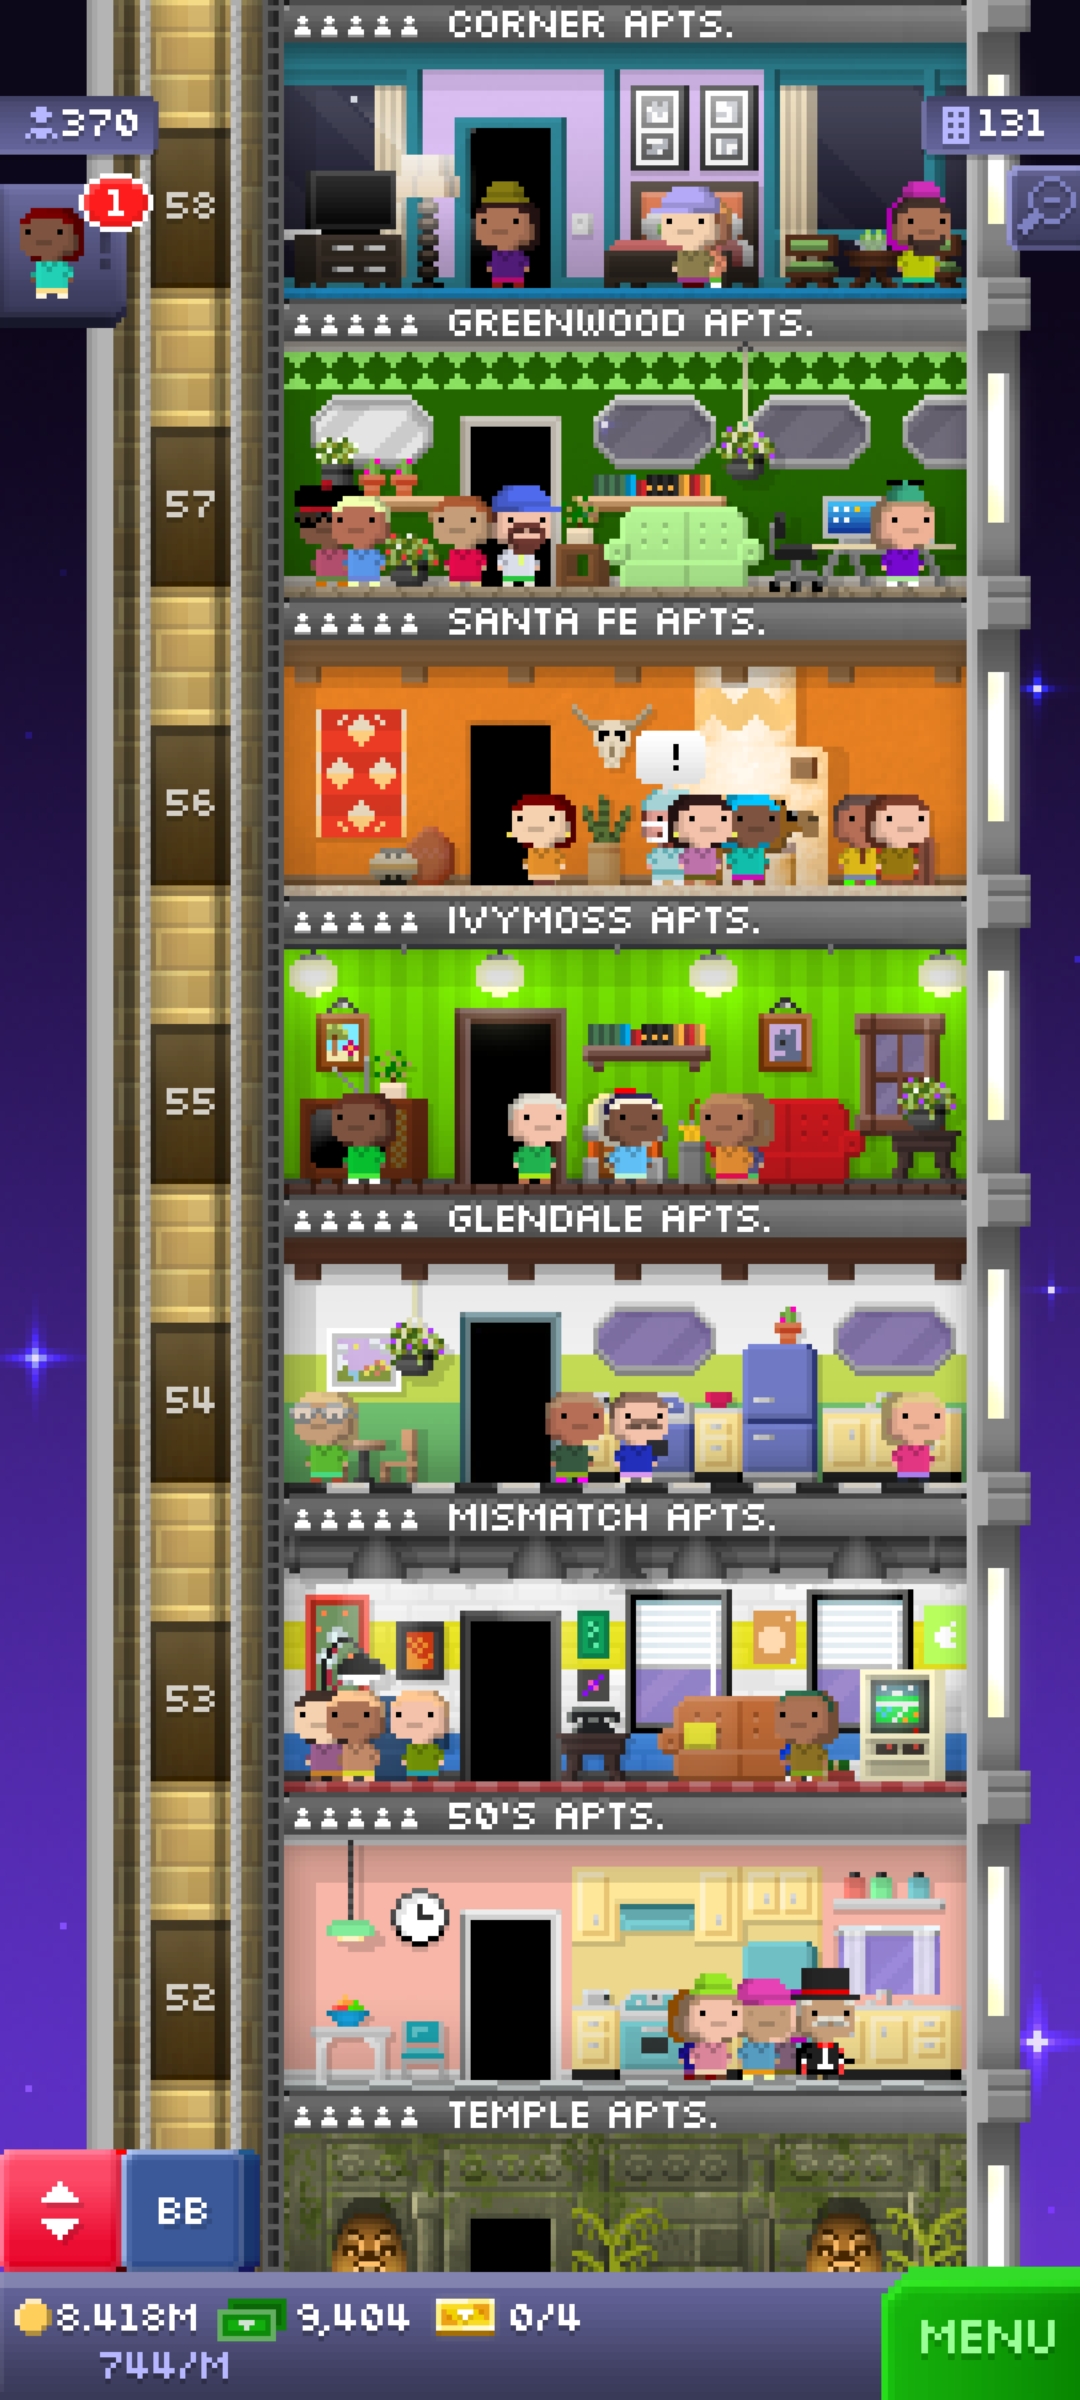 CORNER APTS.
370
131
1
58
GREENWOOD APTS.
57
SANTA FE APTS.
!
56
IVYMOSS APTS.
55
GLENDALE APTS.
54
MISMATCH APTS.
53
50'S APTS.
52
TEMPLE APTS.
BB
8.418M 9,404 0/4
744/M
MENU